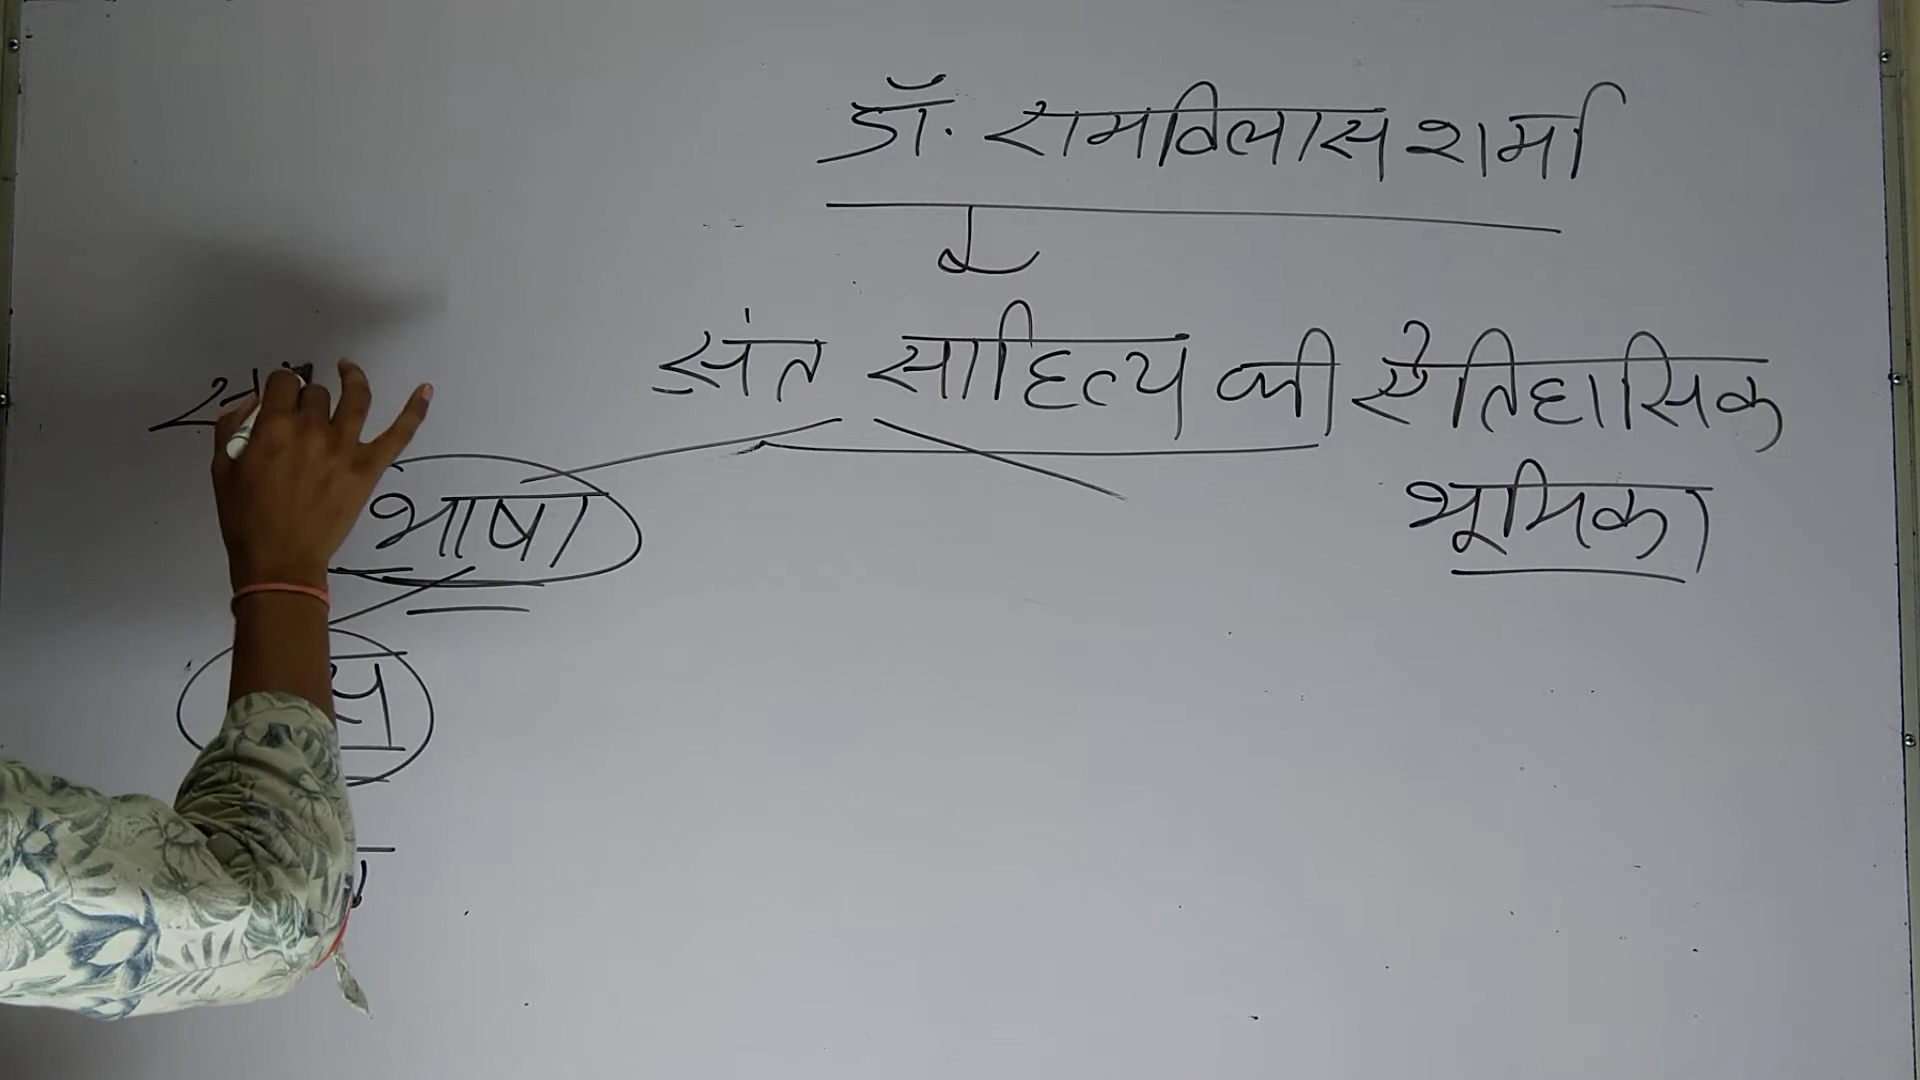 डॉ. रामविलास शर्मा
संत साहित्य की ऐतिहासिक
भूमिका
भाषा